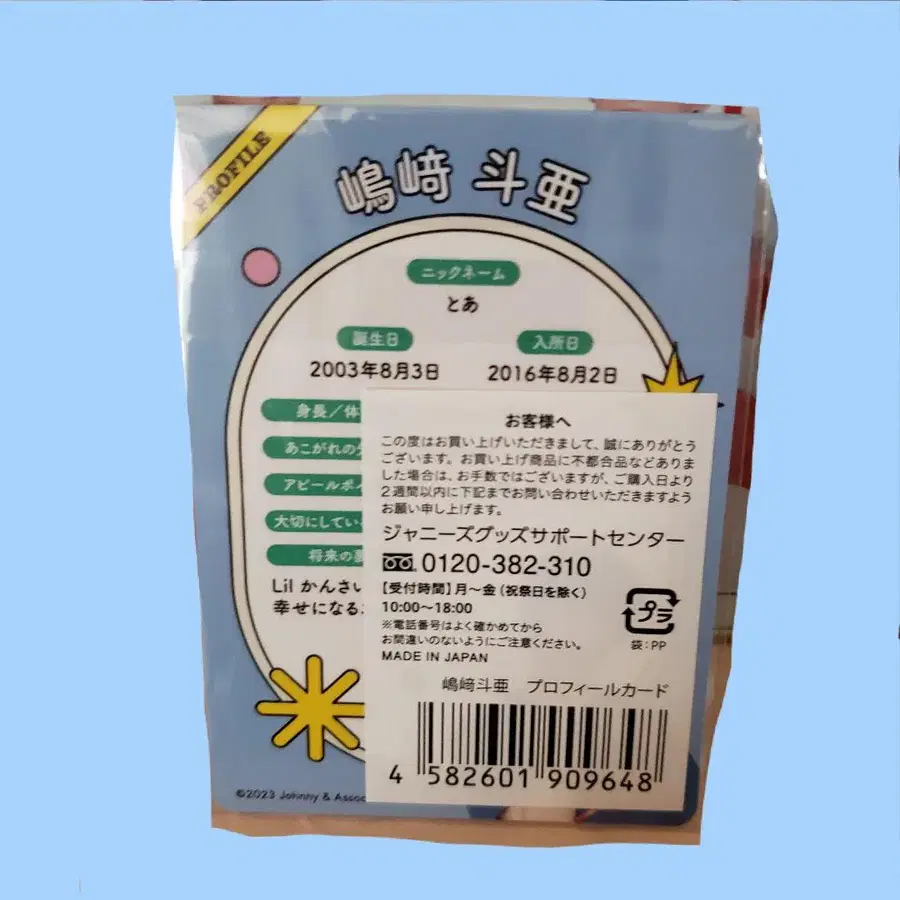 PROFILE
嶋﨑 斗亜
ニックネーム
とあ
誕生日
入所日
2003年8月3日
2016年8月2日
身長／体
あこがれの
アピールポイ
大切にしてい
将来の夢
Lil かんさい
幸せになる
©2023 Johnny & Assoc
お客様へ
この度はお買い上げいただきまして、誠にありがとう
ございます。お買い上げ商品に不都合品などありま
した場合は、お手数ではございますが、ご購入日より
2週間以内に下記までお問い合わせいただきますよう
お願い申し上げます。
ジャニーズグッズサポートセンター
0120-382-310
【受付時間】月～金（祝祭日を除く）
10:00～18:00
※電話番号はよく確かめてから
お間違いのないようにご注意ください。
MADE IN JAPAN
プラ
袋：PP
嶋﨑斗亜 プロフィールカード
4 582601 909648